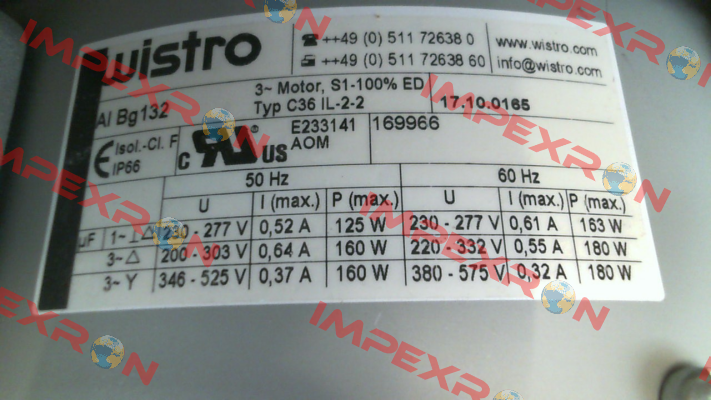 wistro
☎ ++49 (0) 511 72638 0
++49 (0) 511 72638 60
www.wistro.com
info@wistro.com
3~ Motor, S1-100% ED
Al Bg132 Typ C36 IL-2-2 17.10.0165
Isol.-Cl. F
IP66
CE
c US ®
E233141
AOM
169966
50 Hz 60 Hz
U I (max.) P (max.) U I (max.) P (max.)
µF 1~⊥△ 230 - 277 V 0,52 A 125 W 230 - 277 V 0,61 A 163 W
3~ △ 200 - 303 V 0,64 A 160 W 220 - 332 V 0,55 A 180 W
3~ Y 346 - 525 V 0,37 A 160 W 380 - 575 V 0,32 A 180 W
IMPEXRON